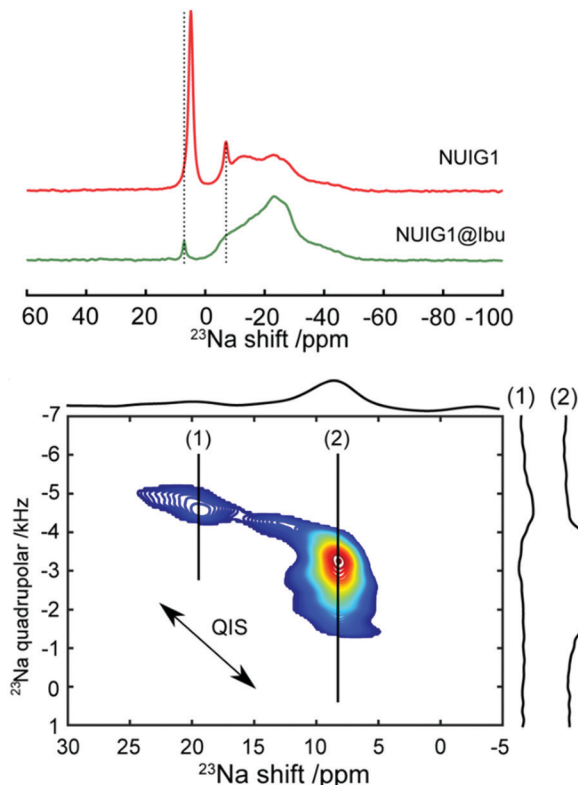 NUIG1
NUIG1@Ibu
60 40 20 0 -20 -40 -60 -80 -100
²³Na shift /ppm
(1) (2)
-7
(1) (2)
-6
-5
-4
-3
-2
QIS
-1
0
1
²³Na quadrupolar /kHz
30 25 20 15 10 5 0 -5
²³Na shift /ppm